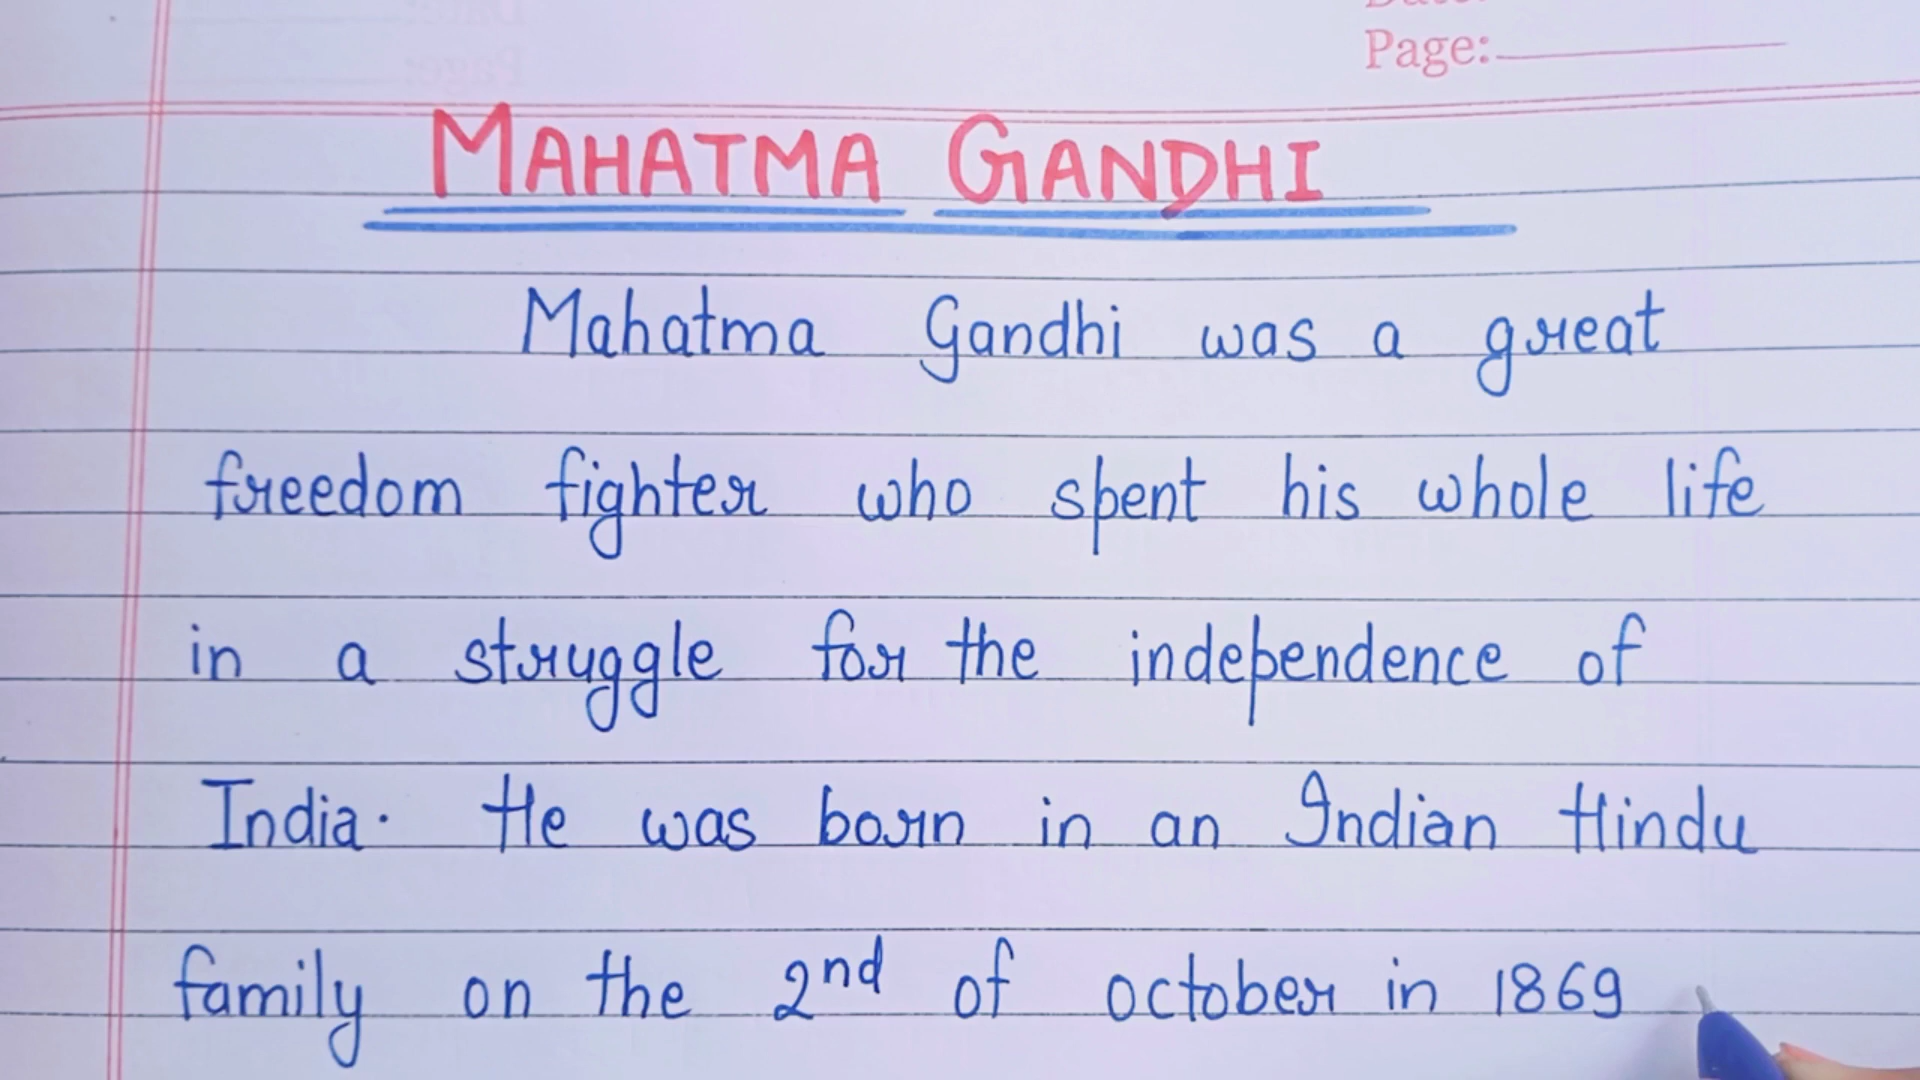 Page:
MAHATMA GANDHI
Mahatma Gandhi was a great
freedom fighter who spent his whole life
in a struggle for the independence of
India. He was born in an Indian Hindu
family on the 2nd of october in 1869